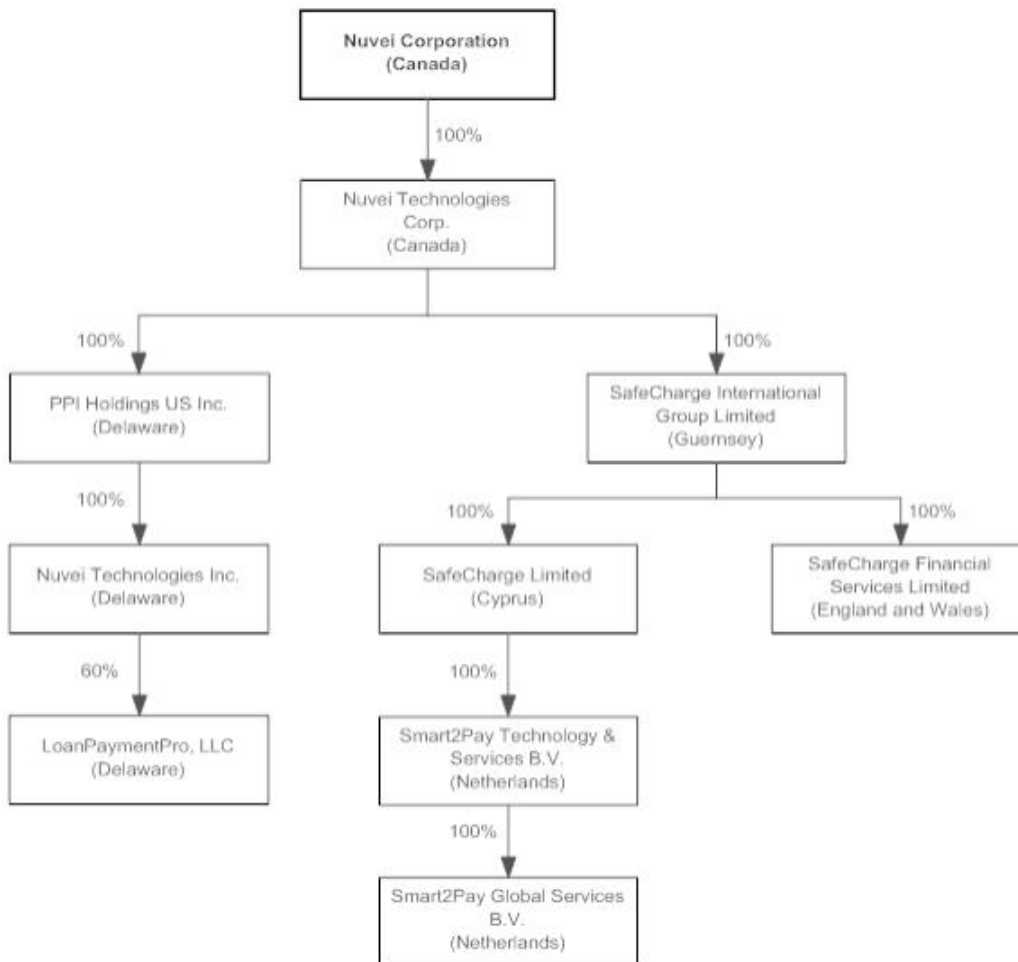 Nuvei Corporation
(Canada)
100%
Nuvei Technologies
Corp.
(Canada)
100%
100%
PPI Holdings US Inc.
(Delaware)
SafeCharge International
Group Limited
(Guernsey)
100%
100%
100%
Nuvei Technologies Inc.
(Delaware)
SafeCharge Limited
(Cyprus)
SafeCharge Financial
Services Limited
(England and Wales)
60%
100%
LoanPaymentPro, LLC
(Delaware)
Smart2Pay Technology &
Services B.V.
(Netherlands)
100%
Smart2Pay Global Services
B.V.
(Netherlands)